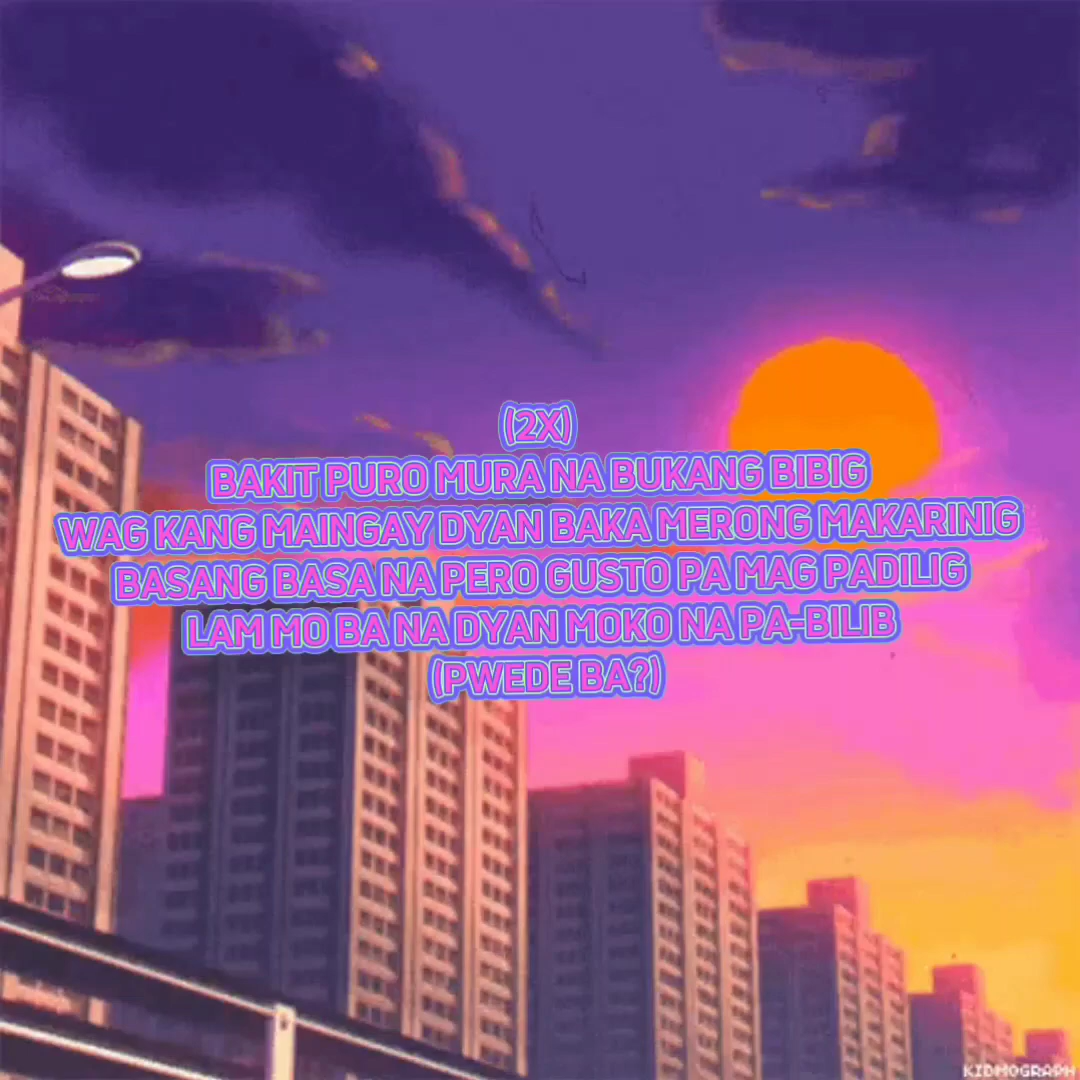 (2X)
BAKIT PURO MURA NA BUKANG BIBIG
WAG KANG MAINGAY DYAN BAKA MERONG MAKARINIG
BASANG BASA NA PERO GUSTO PA MAG PADILIG
LAM MO BA NA DYAN MOKO NA PA-BILIB
(PWEDE BA?)
KIDMOGRAPH